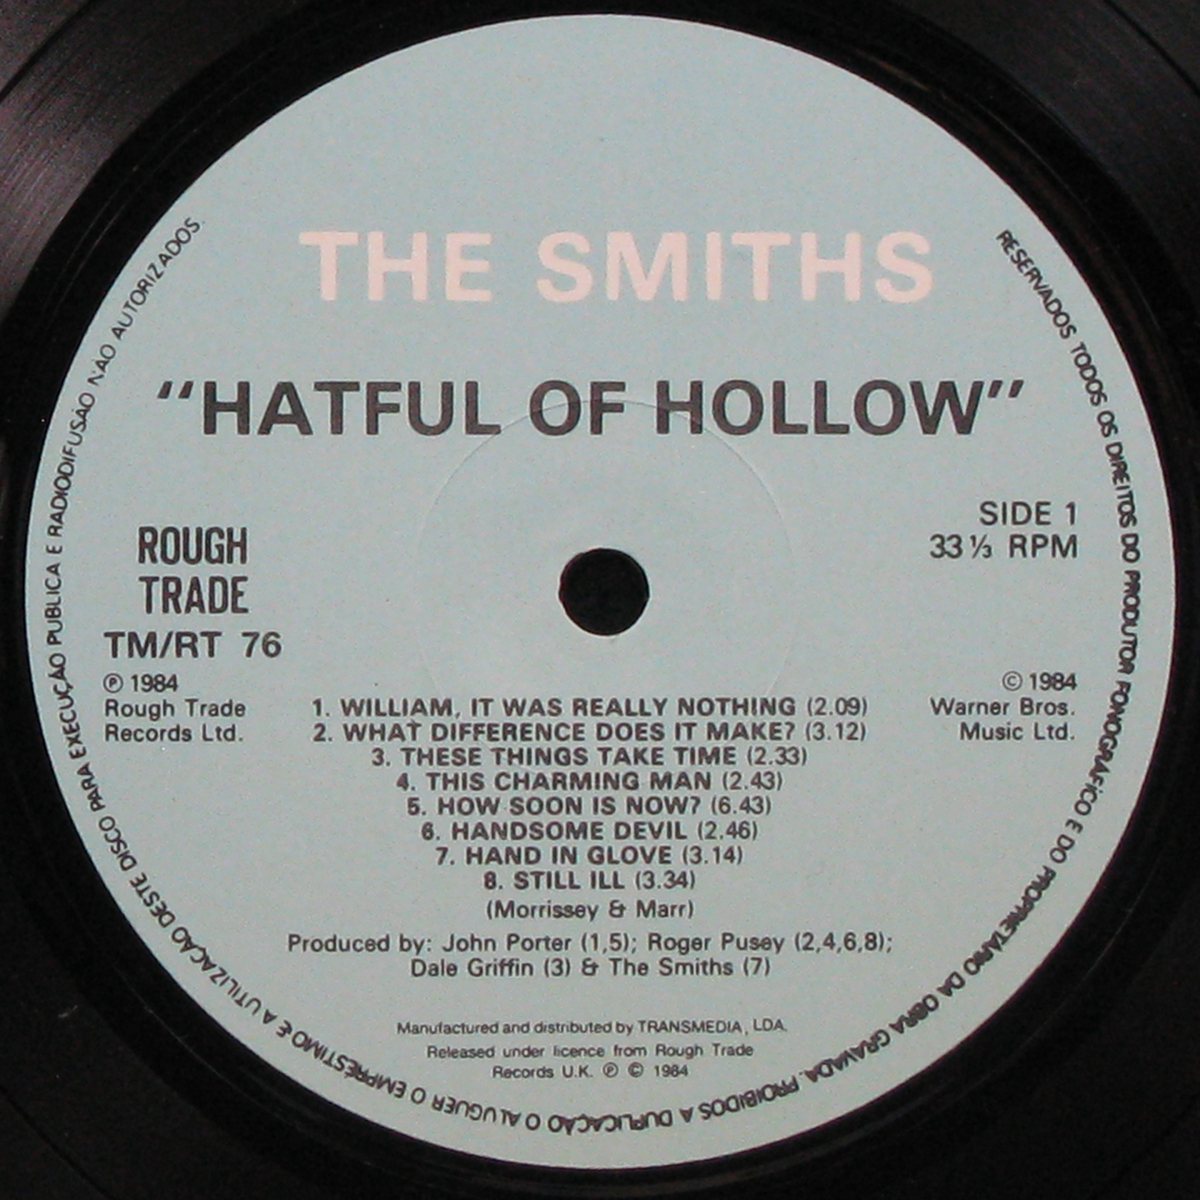 THE SMITHS
"HATFUL OF HOLLOW"
SIDE 1
33 ⅓ RPM
ROUGH
TRADE
TM/RT 76
℗ 1984
Rough Trade
Records Ltd.
© 1984
Warner Bros.
Music Ltd.
1. WILLIAM, IT WAS REALLY NOTHING (2.09)
2. WHAT DIFFERENCE DOES IT MAKE? (3.12)
3. THESE THINGS TAKE TIME (2.33)
4. THIS CHARMING MAN (2.43)
5. HOW SOON IS NOW? (6.43)
6. HANDSOME DEVIL (2.46)
7. HAND IN GLOVE (3.14)
8. STILL ILL (3.34)
(Morrissey & Marr)
Produced by: John Porter (1,5); Roger Pusey (2,4,6,8);
Dale Griffin (3) & The Smiths (7)
Manufactured and distributed by TRANSMEDIA, LDA.
Released under licence from Rough Trade
Records U.K. ℗ © 1984
RESERVADOS TODOS OS DIREITOS DO PRODUTOR FONOGRÁFICO E DO PROPRIETÁRIO DA OBRA GRAVADA. PROIBIDOS A DUPLICAÇÃO O ALUGUER O EMPRÉSTIMO E A UTILIZAÇÃO DESTE DISCO PARA EXECUÇÃO PUBLICA E RADIODIFUSÃO NÃO AUTORIZADOS.